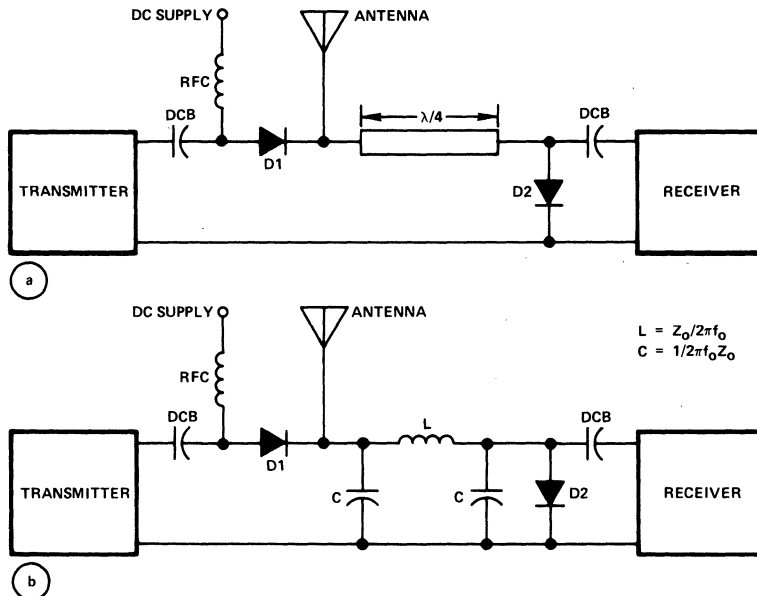 DC SUPPLY
ANTENNA
RFC
DCB
λ/4
DCB
D1
TRANSMITTER
D2
RECEIVER
a
DC SUPPLY
ANTENNA
L = Z₀/2πf₀
C = 1/2πf₀Z₀
RFC
DCB
L
DCB
D1
TRANSMITTER
C
C
D2
RECEIVER
b